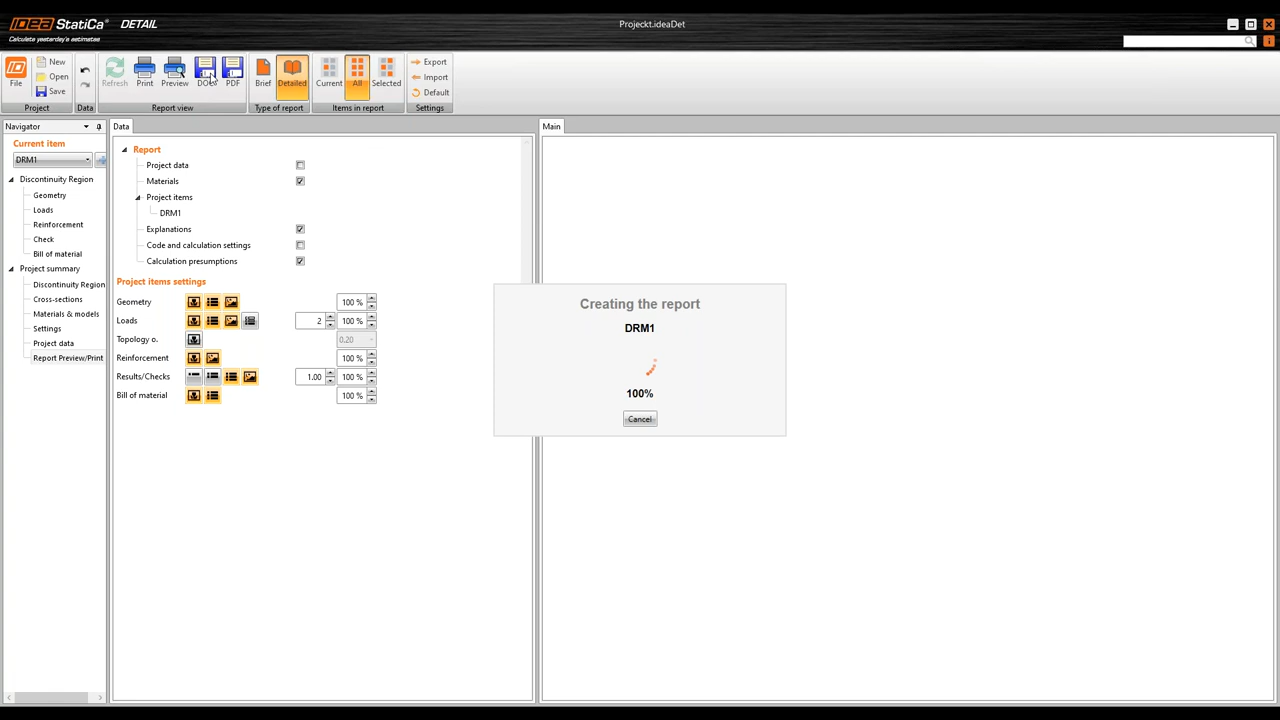 IDEA StatiCa® DETAIL
Calculate yesterday's estimates
Projeckt.ideaDet
File
New
Open
Save
Project
Data
Refresh
Print
Preview
DOC
PDF
Report view
Brief
Detailed
Type of report
Current
All
Selected
Items in report
Export
Import
Default
Settings
Navigator
Current item
DRM1
Discontinuity Region
Geometry
Loads
Reinforcement
Check
Bill of material
Project summary
Discontinuity Region
Cross-sections
Materials & models
Settings
Project data
Report Preview/Print
Data
Report
Project data
Materials
Project items
DRM1
Explanations
Code and calculation settings
Calculation presumptions
Project items settings
Geometry 100 %
Loads 2 100 %
Topology o. 0.20
Reinforcement 100 %
Results/Checks 1.00 100 %
Bill of material 100 %
Main
Creating the report
DRM1
100%
Cancel